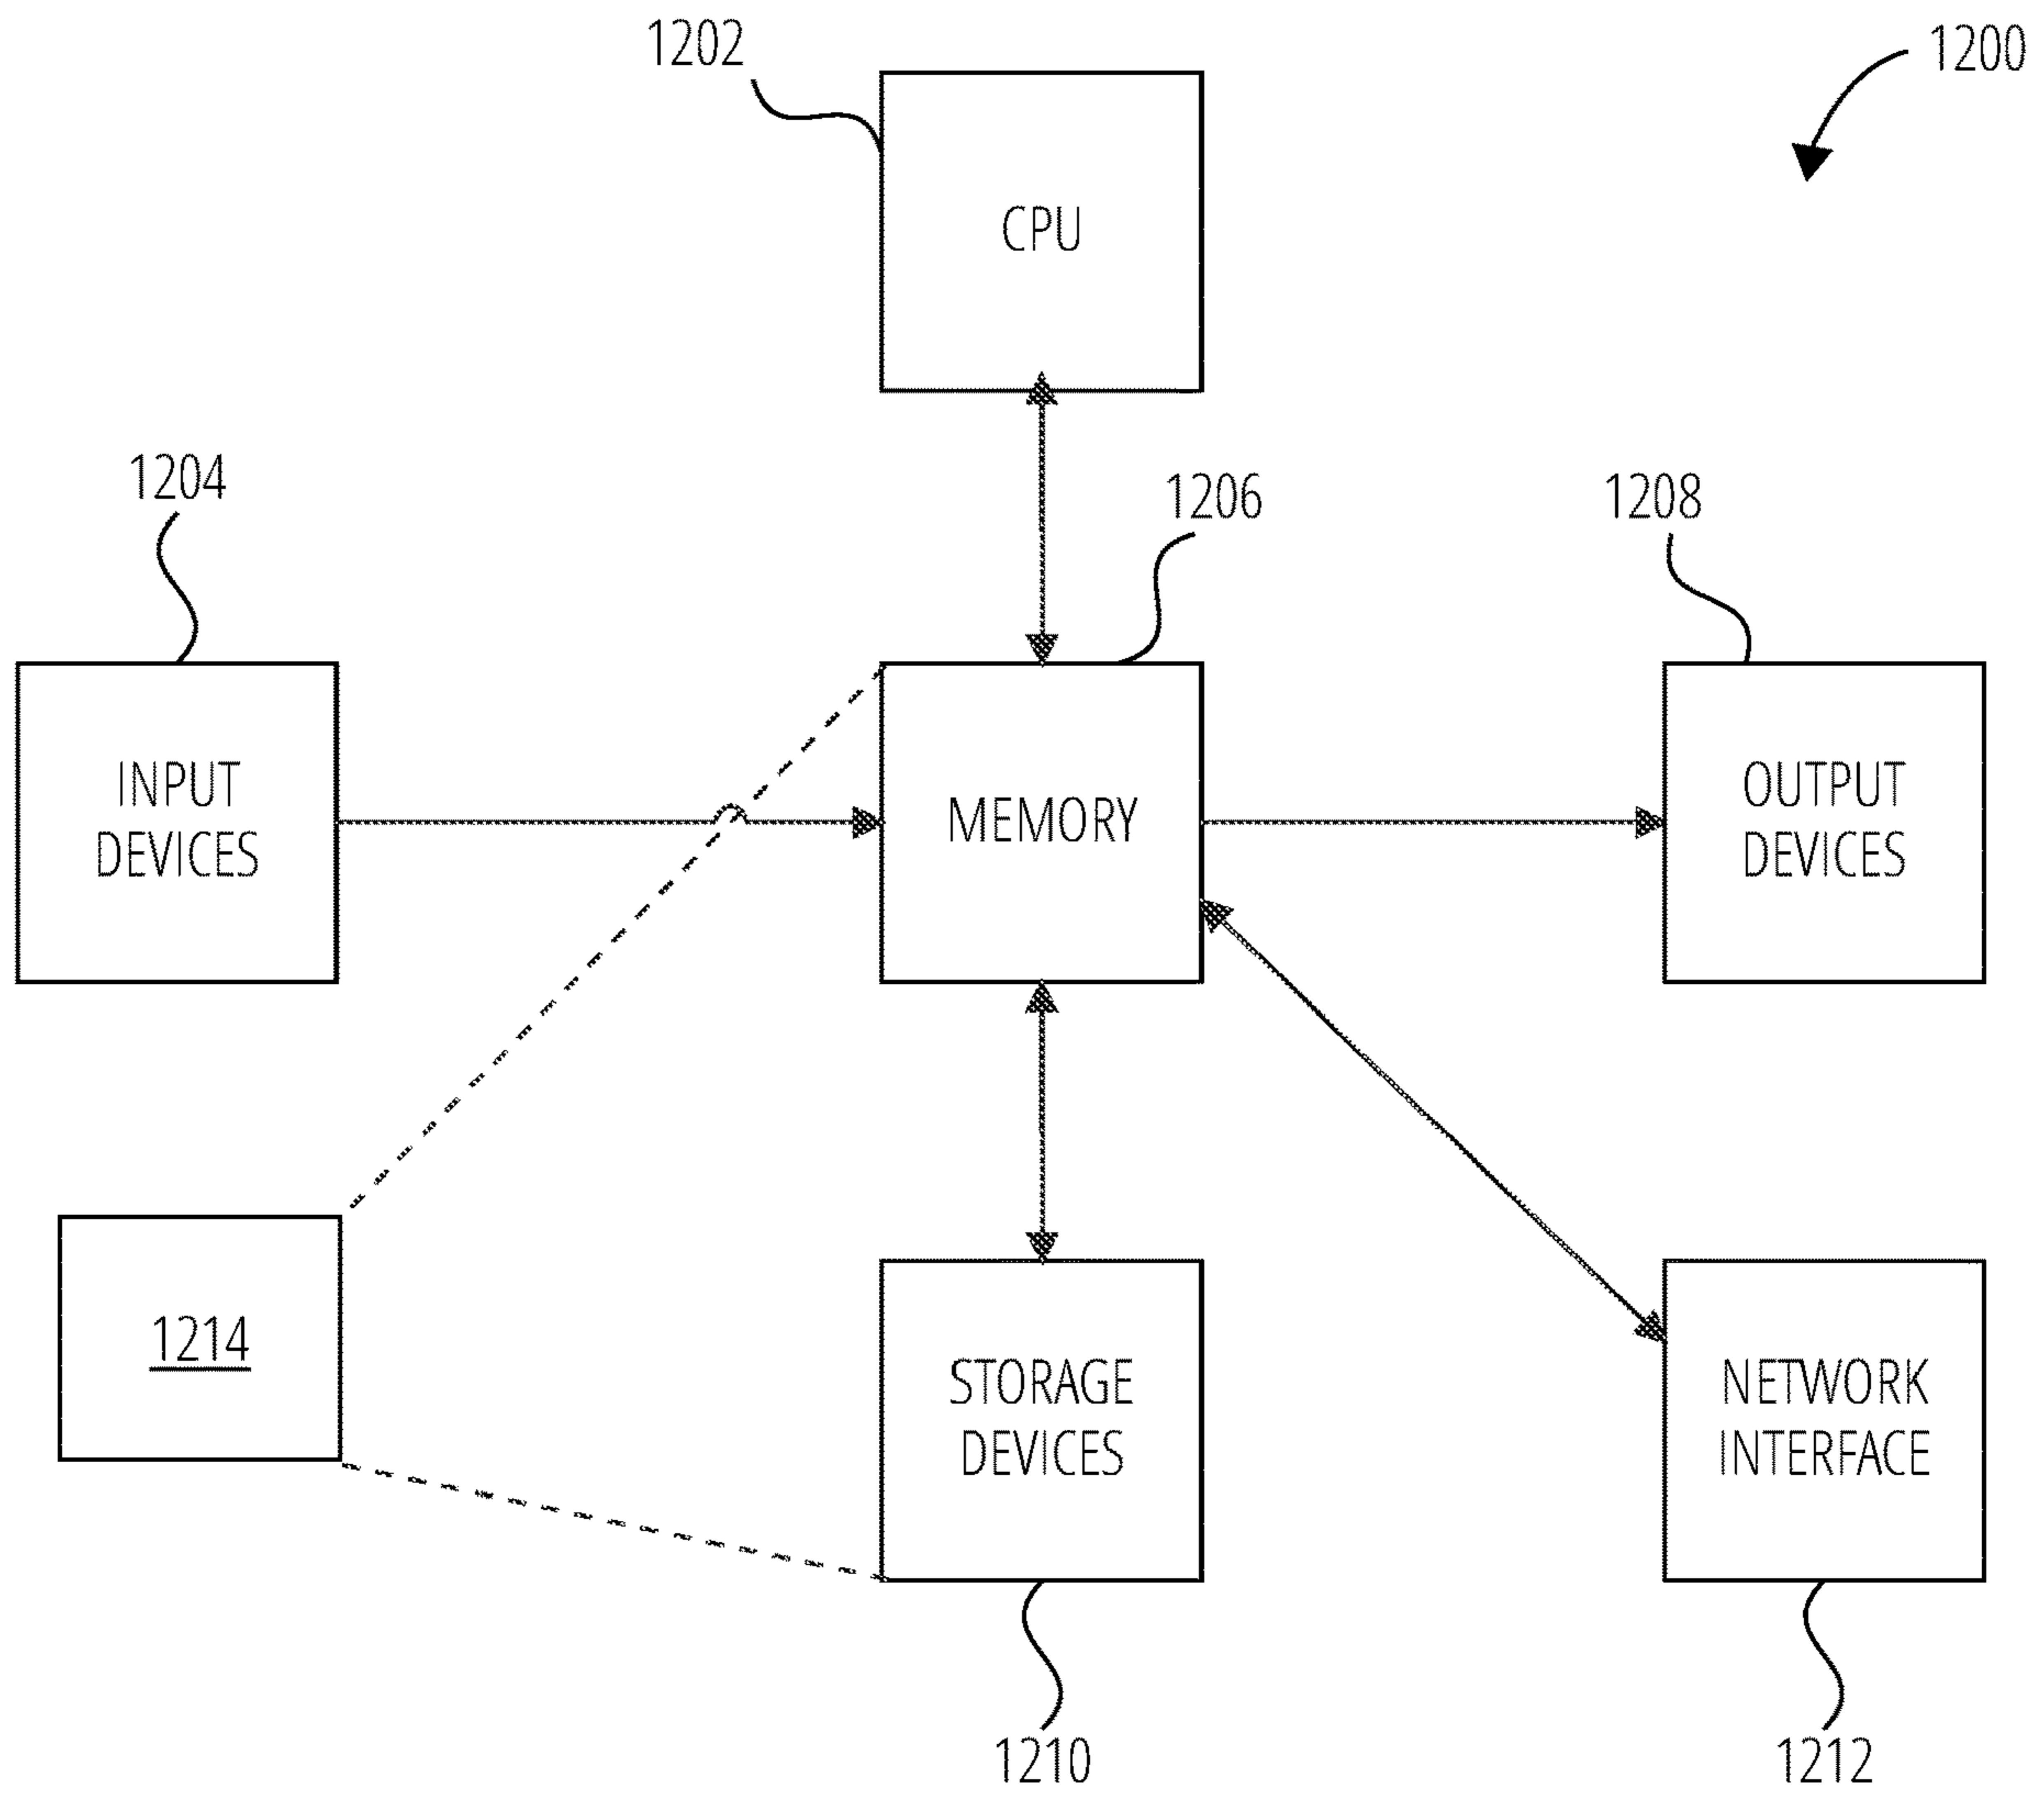 1202
1200
CPU
1204
1206
1208
INPUT
DEVICES
MEMORY
OUTPUT
DEVICES
1214
STORAGE
DEVICES
NETWORK
INTERFACE
1210
1212